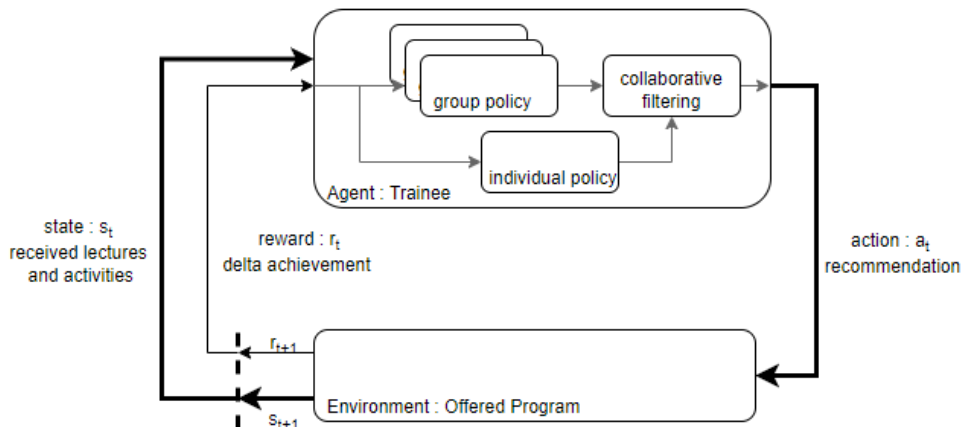 group policy
collaborative
filtering
individual policy
Agent : Trainee
state : st
received lectures
and activities
reward : rt
delta achievement
action : at
recommendation
rt+1
st+1
Environment : Offered Program